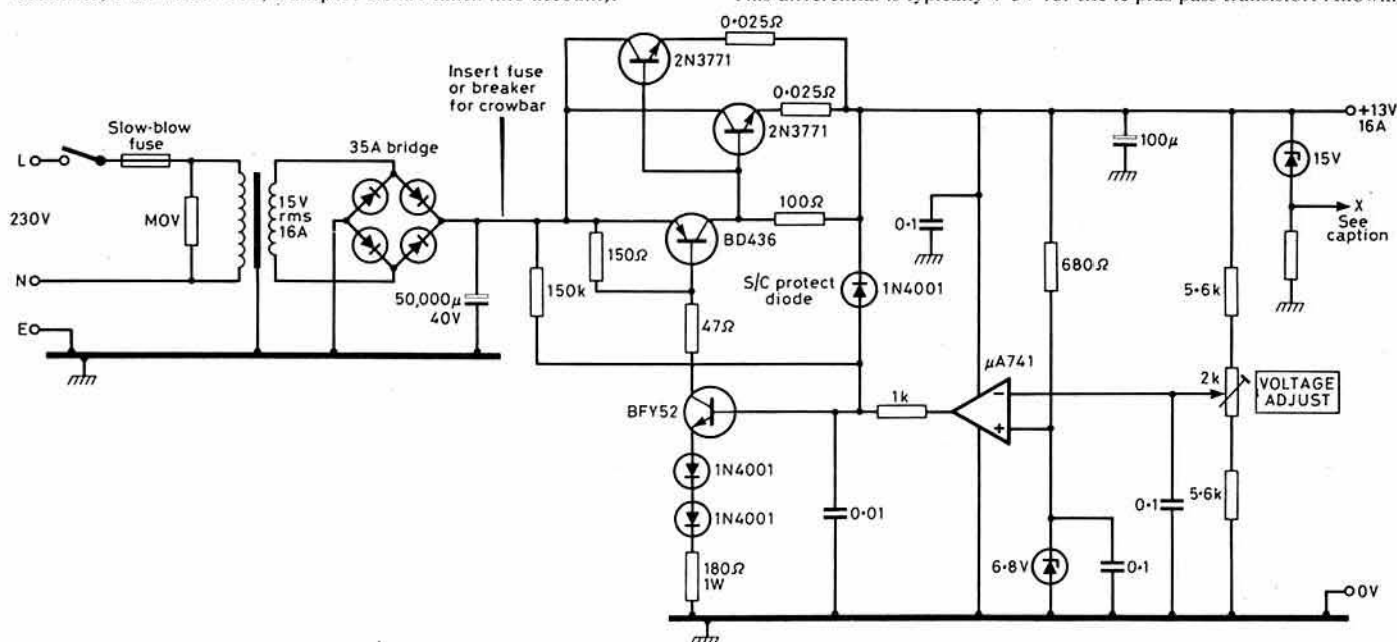 0·025Ω
2N3771
Insert fuse
or breaker
for crowbar
0·025Ω
2N3771
Slow-blow
fuse
35A bridge
+13V
16A
L
100μ
15V
MOV
15V
rms
16A
230V
100Ω
X
See
caption
BD436
0·1
150Ω
680Ω
N
150k
S/C protect
diode
1N4001
5·6k
50,000μ
40V
E
47Ω
μA741
2k
VOLTAGE
ADJUST
BFY52
1k
−
+
1N4001
5·6k
0·1
1N4001
0·01
6·8V
0·1
180Ω
1W
0V